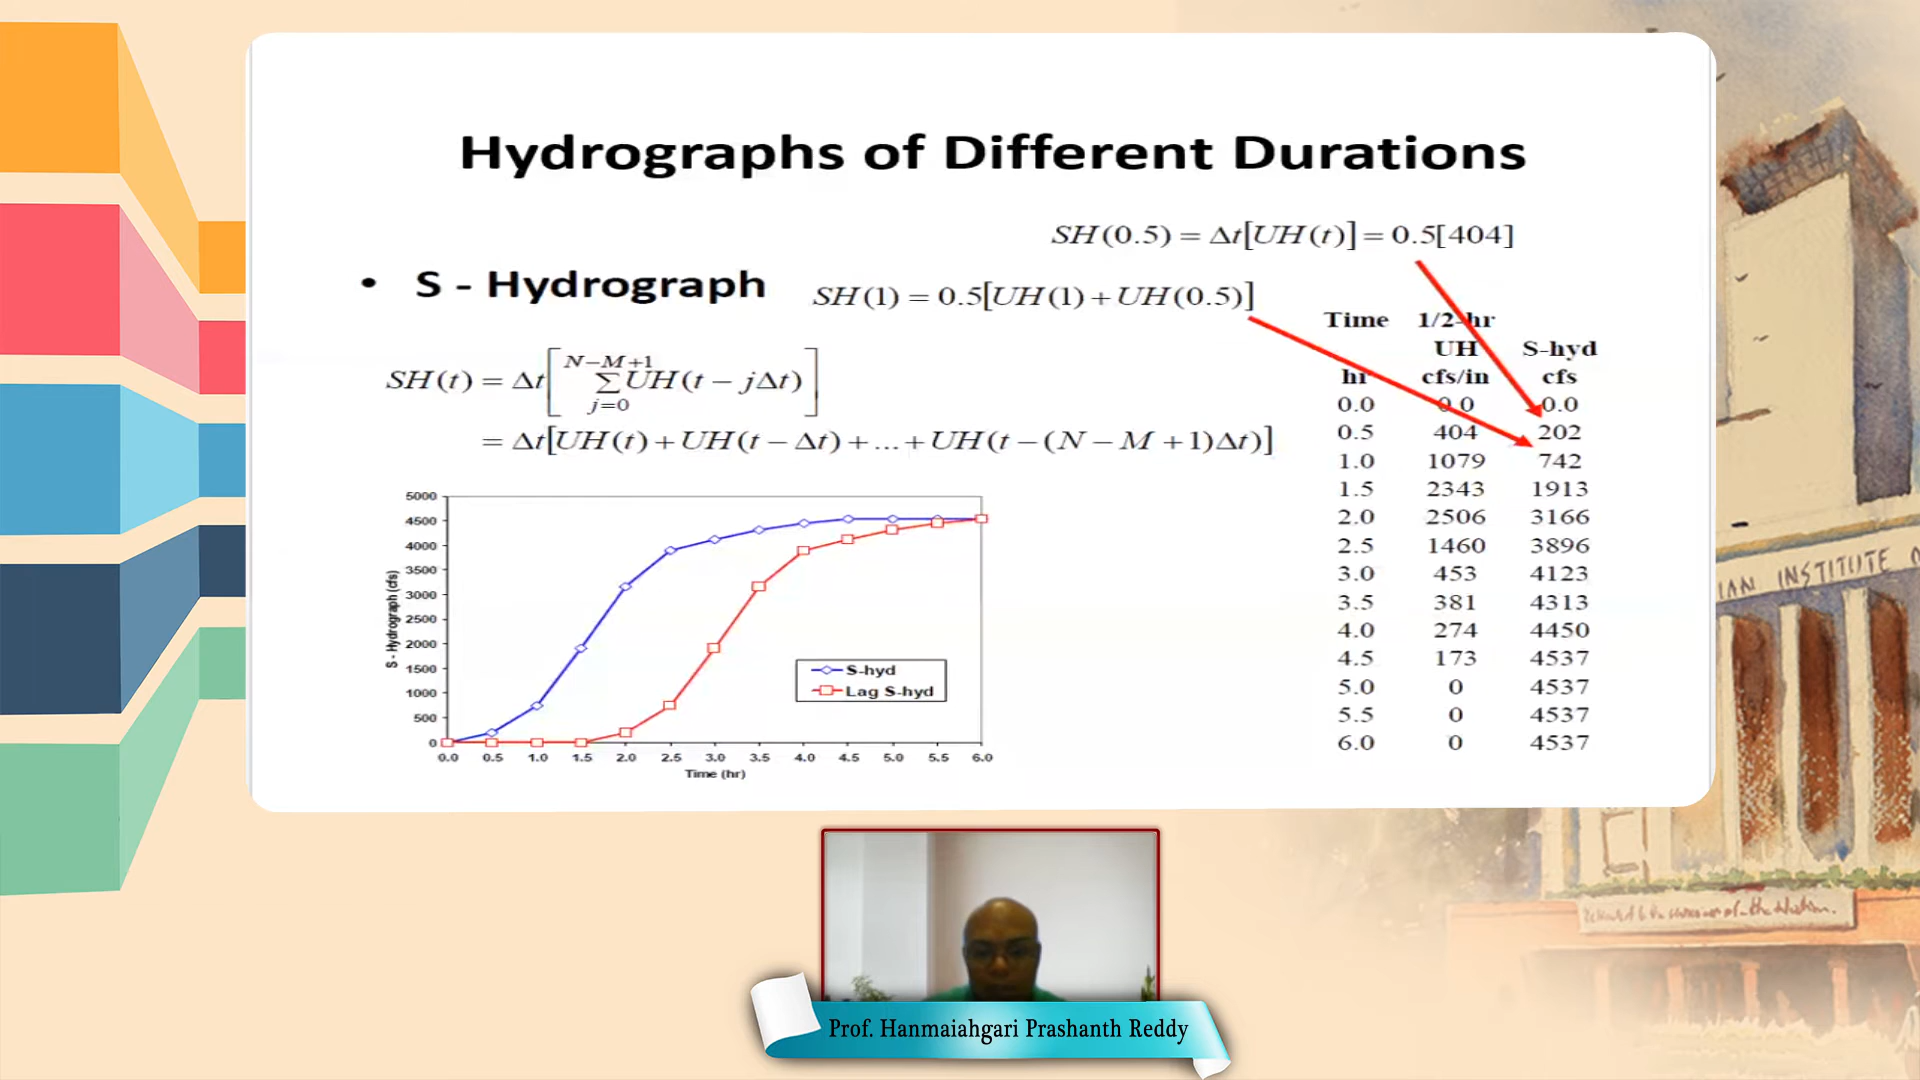 Hydrographs of Different Durations
SH(0.5) = Δt[UH(t)] = 0.5[404]
• S - Hydrograph
SH(1) = 0.5[UH(1) + UH(0.5)]
SH(t) = Δt[ N−M+1 Σ j=0 UH(t − jΔt) ]
= Δt[UH(t) + UH(t − Δt) + ... + UH(t − (N − M + 1)Δt)]
Time 1/2-hr
UH S-hyd
hr cfs/in cfs
0.0 0.0 0.0
0.5 404 202
1.0 1079 742
1.5 2343 1913
2.0 2506 3166
2.5 1460 3896
3.0 453 4123
3.5 381 4313
4.0 274 4450
4.5 173 4537
5.0 0 4537
5.5 0 4537
6.0 0 4537
5000
4500
4000
3500
3000
2500
2000
1500
1000
500
0
S - Hydrograph (cfs)
S-hyd
Lag S-hyd
0.0 0.5 1.0 1.5 2.0 2.5 3.0 3.5 4.0 4.5 5.0 5.5 6.0
Time (hr)
IAN INSTITUTE O
Prof. Hanmaiahgari Prashanth Reddy